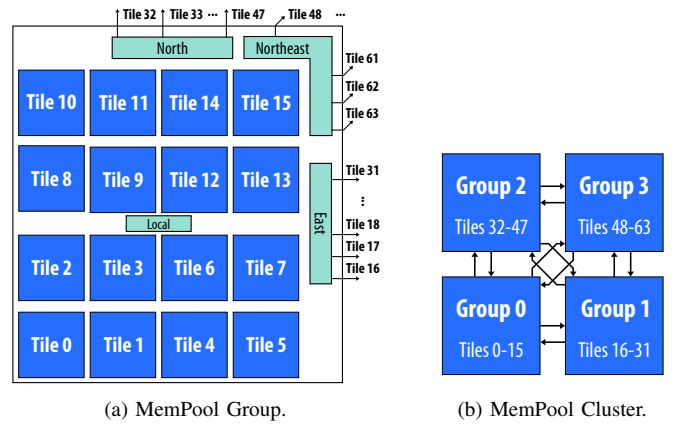 Tile 32 Tile 33 ··· Tile 47 Tile 48 ···
North Northeast
Tile 61
Tile 62
Tile 63
Tile 10 Tile 11 Tile 14 Tile 15
Tile 8 Tile 9 Tile 12 Tile 13
Tile 31
⋮
Local
East
Tile 18
Tile 17
Tile 16
Tile 2 Tile 3 Tile 6 Tile 7
Tile 0 Tile 1 Tile 4 Tile 5
(a) MemPool Group.
Group 2 Group 3
Tiles 32-47 Tiles 48-63
Group 0 Group 1
Tiles 0-15 Tiles 16-31
(b) MemPool Cluster.